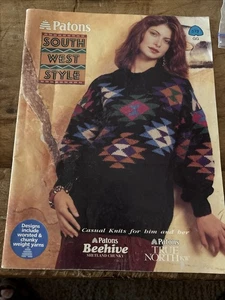 Patons
SOUTH
WEST
STYLE
Designs
include
worsted &
chunky
weight yarns
Casual Knits for him and her
Patons
Beehive
SHETLAND CHUNKY
Patons
TRUE
NORTH